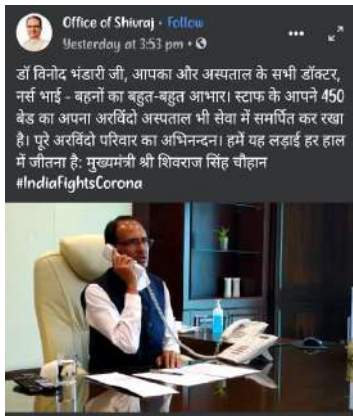 Office of Shivraj · Follow
Yesterday at 3:53 pm ·
डॉ विनोद भंडारी जी, आपका और अस्पताल के सभी डॉक्टर,
नर्स भाई - बहनों का बहुत-बहुत आभार। स्टाफ के आपने 450
बेड का अपना अरविंदो अस्पताल भी सेवा में समर्पित कर रखा
है। पूरे अरविंदो परिवार का अभिनन्दन। हमें यह लड़ाई हर हाल
में जीतना है: मुख्यमंत्री श्री शिवराज सिंह चौहान
#IndiaFightsCorona